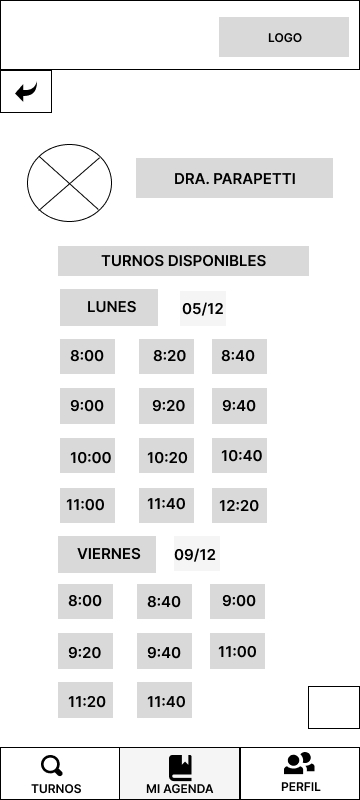 LOGO
DRA. PARAPETTI
TURNOS DISPONIBLES
LUNES 05/12
8:00 8:20 8:40
9:00 9:20 9:40
10:00 10:20 10:40
11:00 11:40 12:20
VIERNES 09/12
8:00 8:40 9:00
9:20 9:40 11:00
11:20 11:40
TURNOS MI AGENDA PERFIL